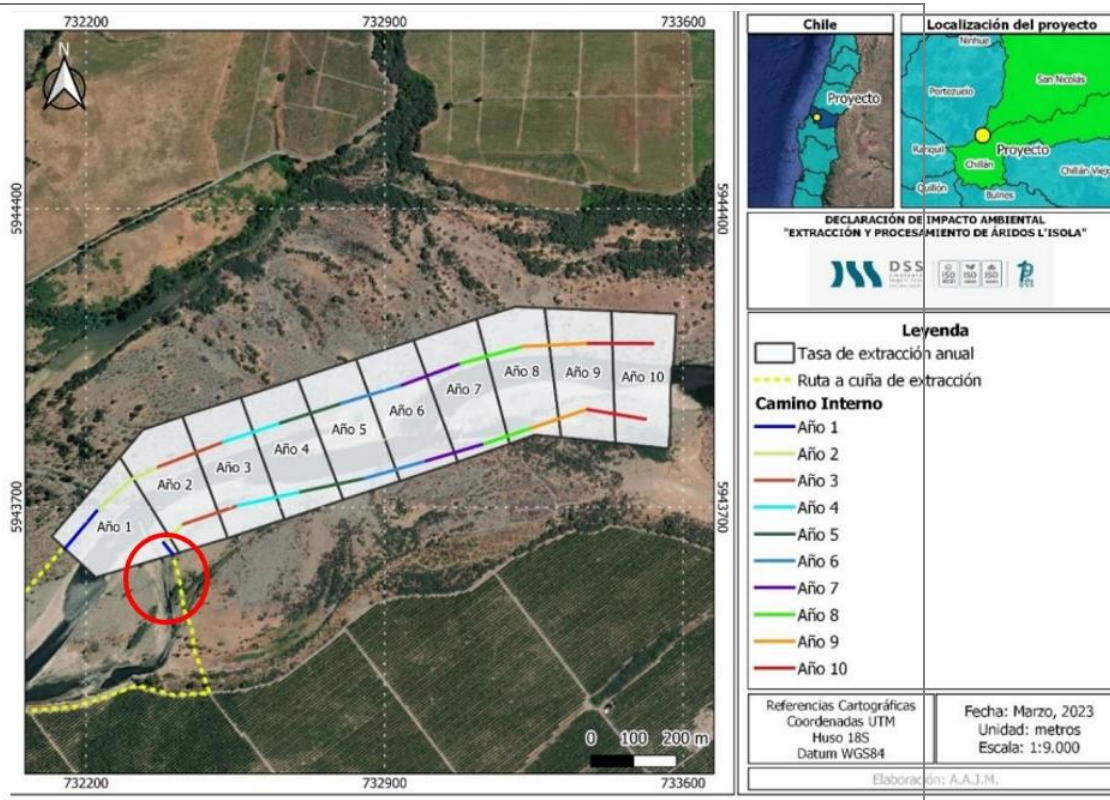 732200
732900
733600
N
5944400
5944400
5943700
5943700
Año 1
Año 2
Año 3
Año 4
Año 5
Año 6
Año 7
Año 8
Año 9
Año 10
0 100 200 m
732200
732900
733600
Chile
Proyecto
Localización del proyecto
Ninhue
San Nicolás
Portezuelo
Ranquil
Proyecto
Chillán
Chillán Viejo
Quillón
Bulnes
DECLARACIÓN DE IMPACTO AMBIENTAL
"EXTRACCIÓN Y PROCESAMIENTO DE ÁRIDOS L'ISOLA"
DSS
ISO
ISO
ISO
Leyenda
Tasa de extracción anual
Ruta a cuña de extracción
Camino Interno
Año 1
Año 2
Año 3
Año 4
Año 5
Año 6
Año 7
Año 8
Año 9
Año 10
Referencias Cartográficas
Coordenadas UTM
Huso 18S
Datum WGS84
Fecha: Marzo, 2023
Unidad: metros
Escala: 1:9.000
Elaboración: A.A.J.M.